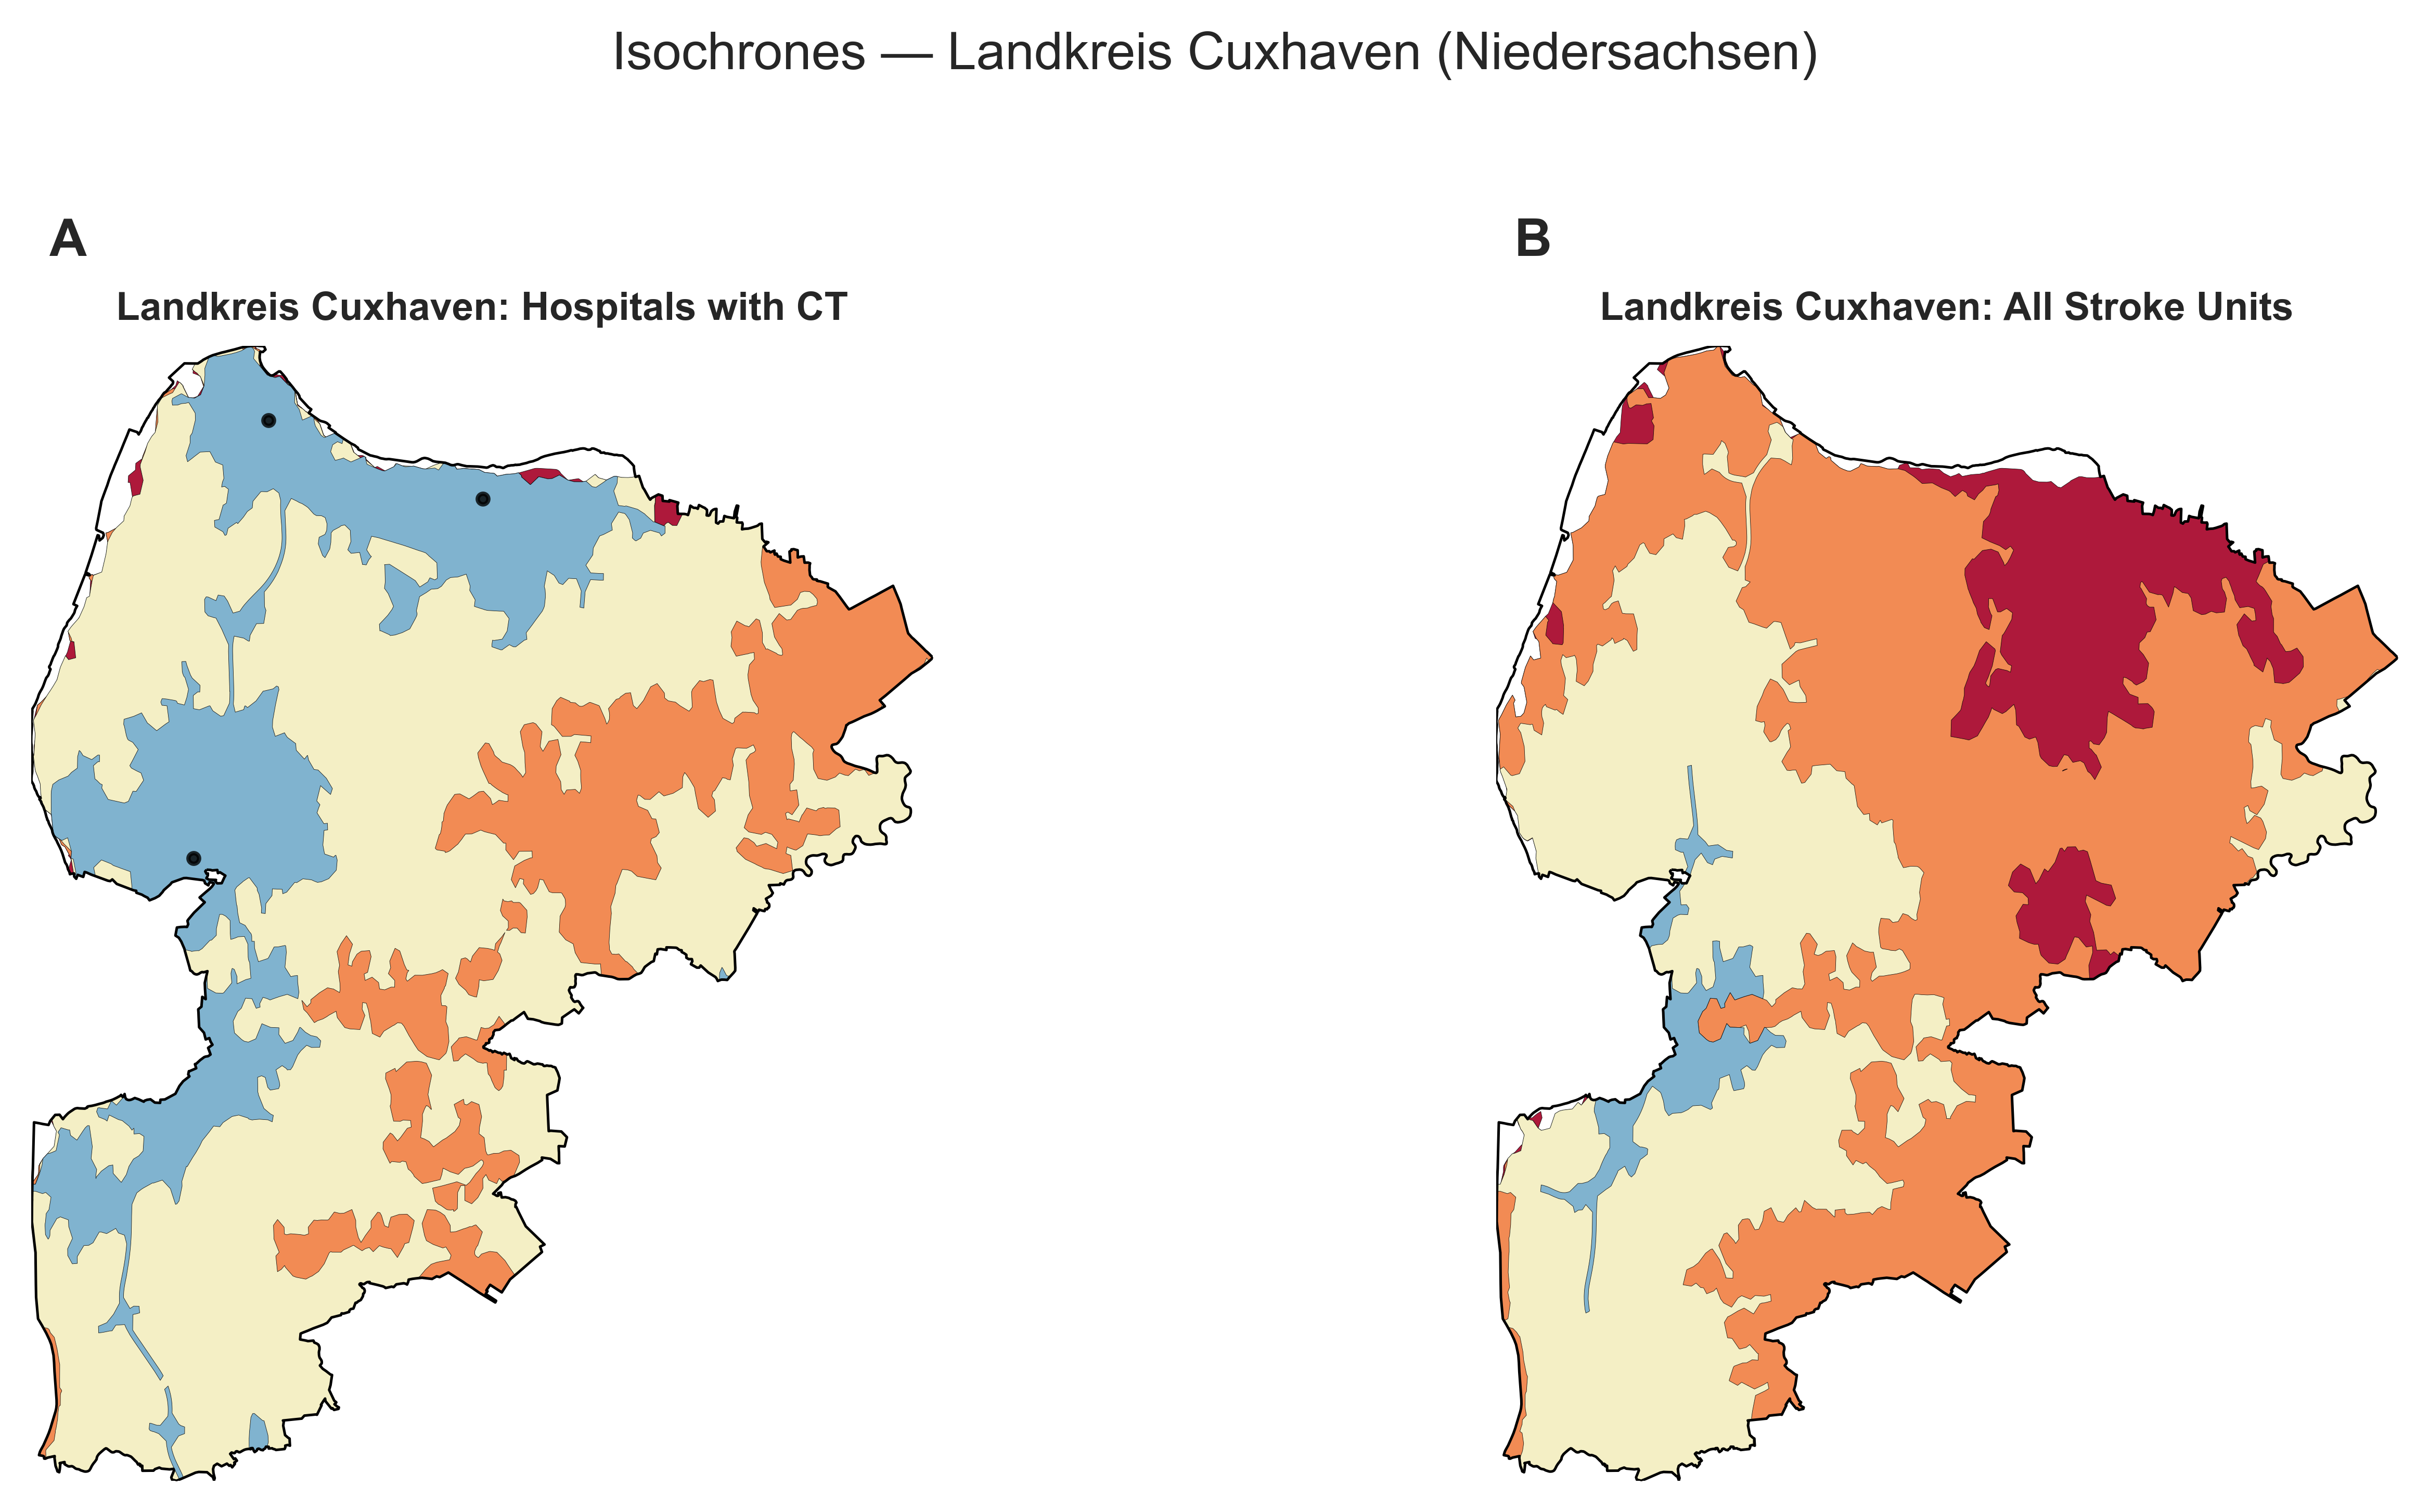 Isochrones — Landkreis Cuxhaven (Niedersachsen)
A
B
Landkreis Cuxhaven: Hospitals with CT
Landkreis Cuxhaven: All Stroke Units